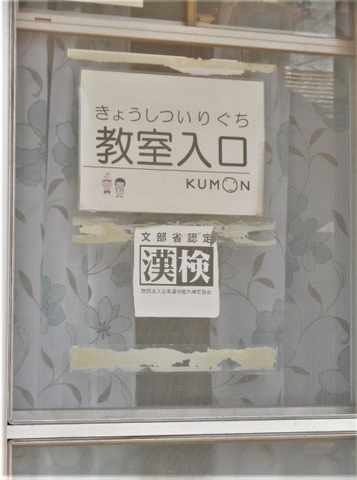 きょうしついりぐち
教室入口
KUMON
文部省認定
漢検
財団法人日本漢字能力検定協会